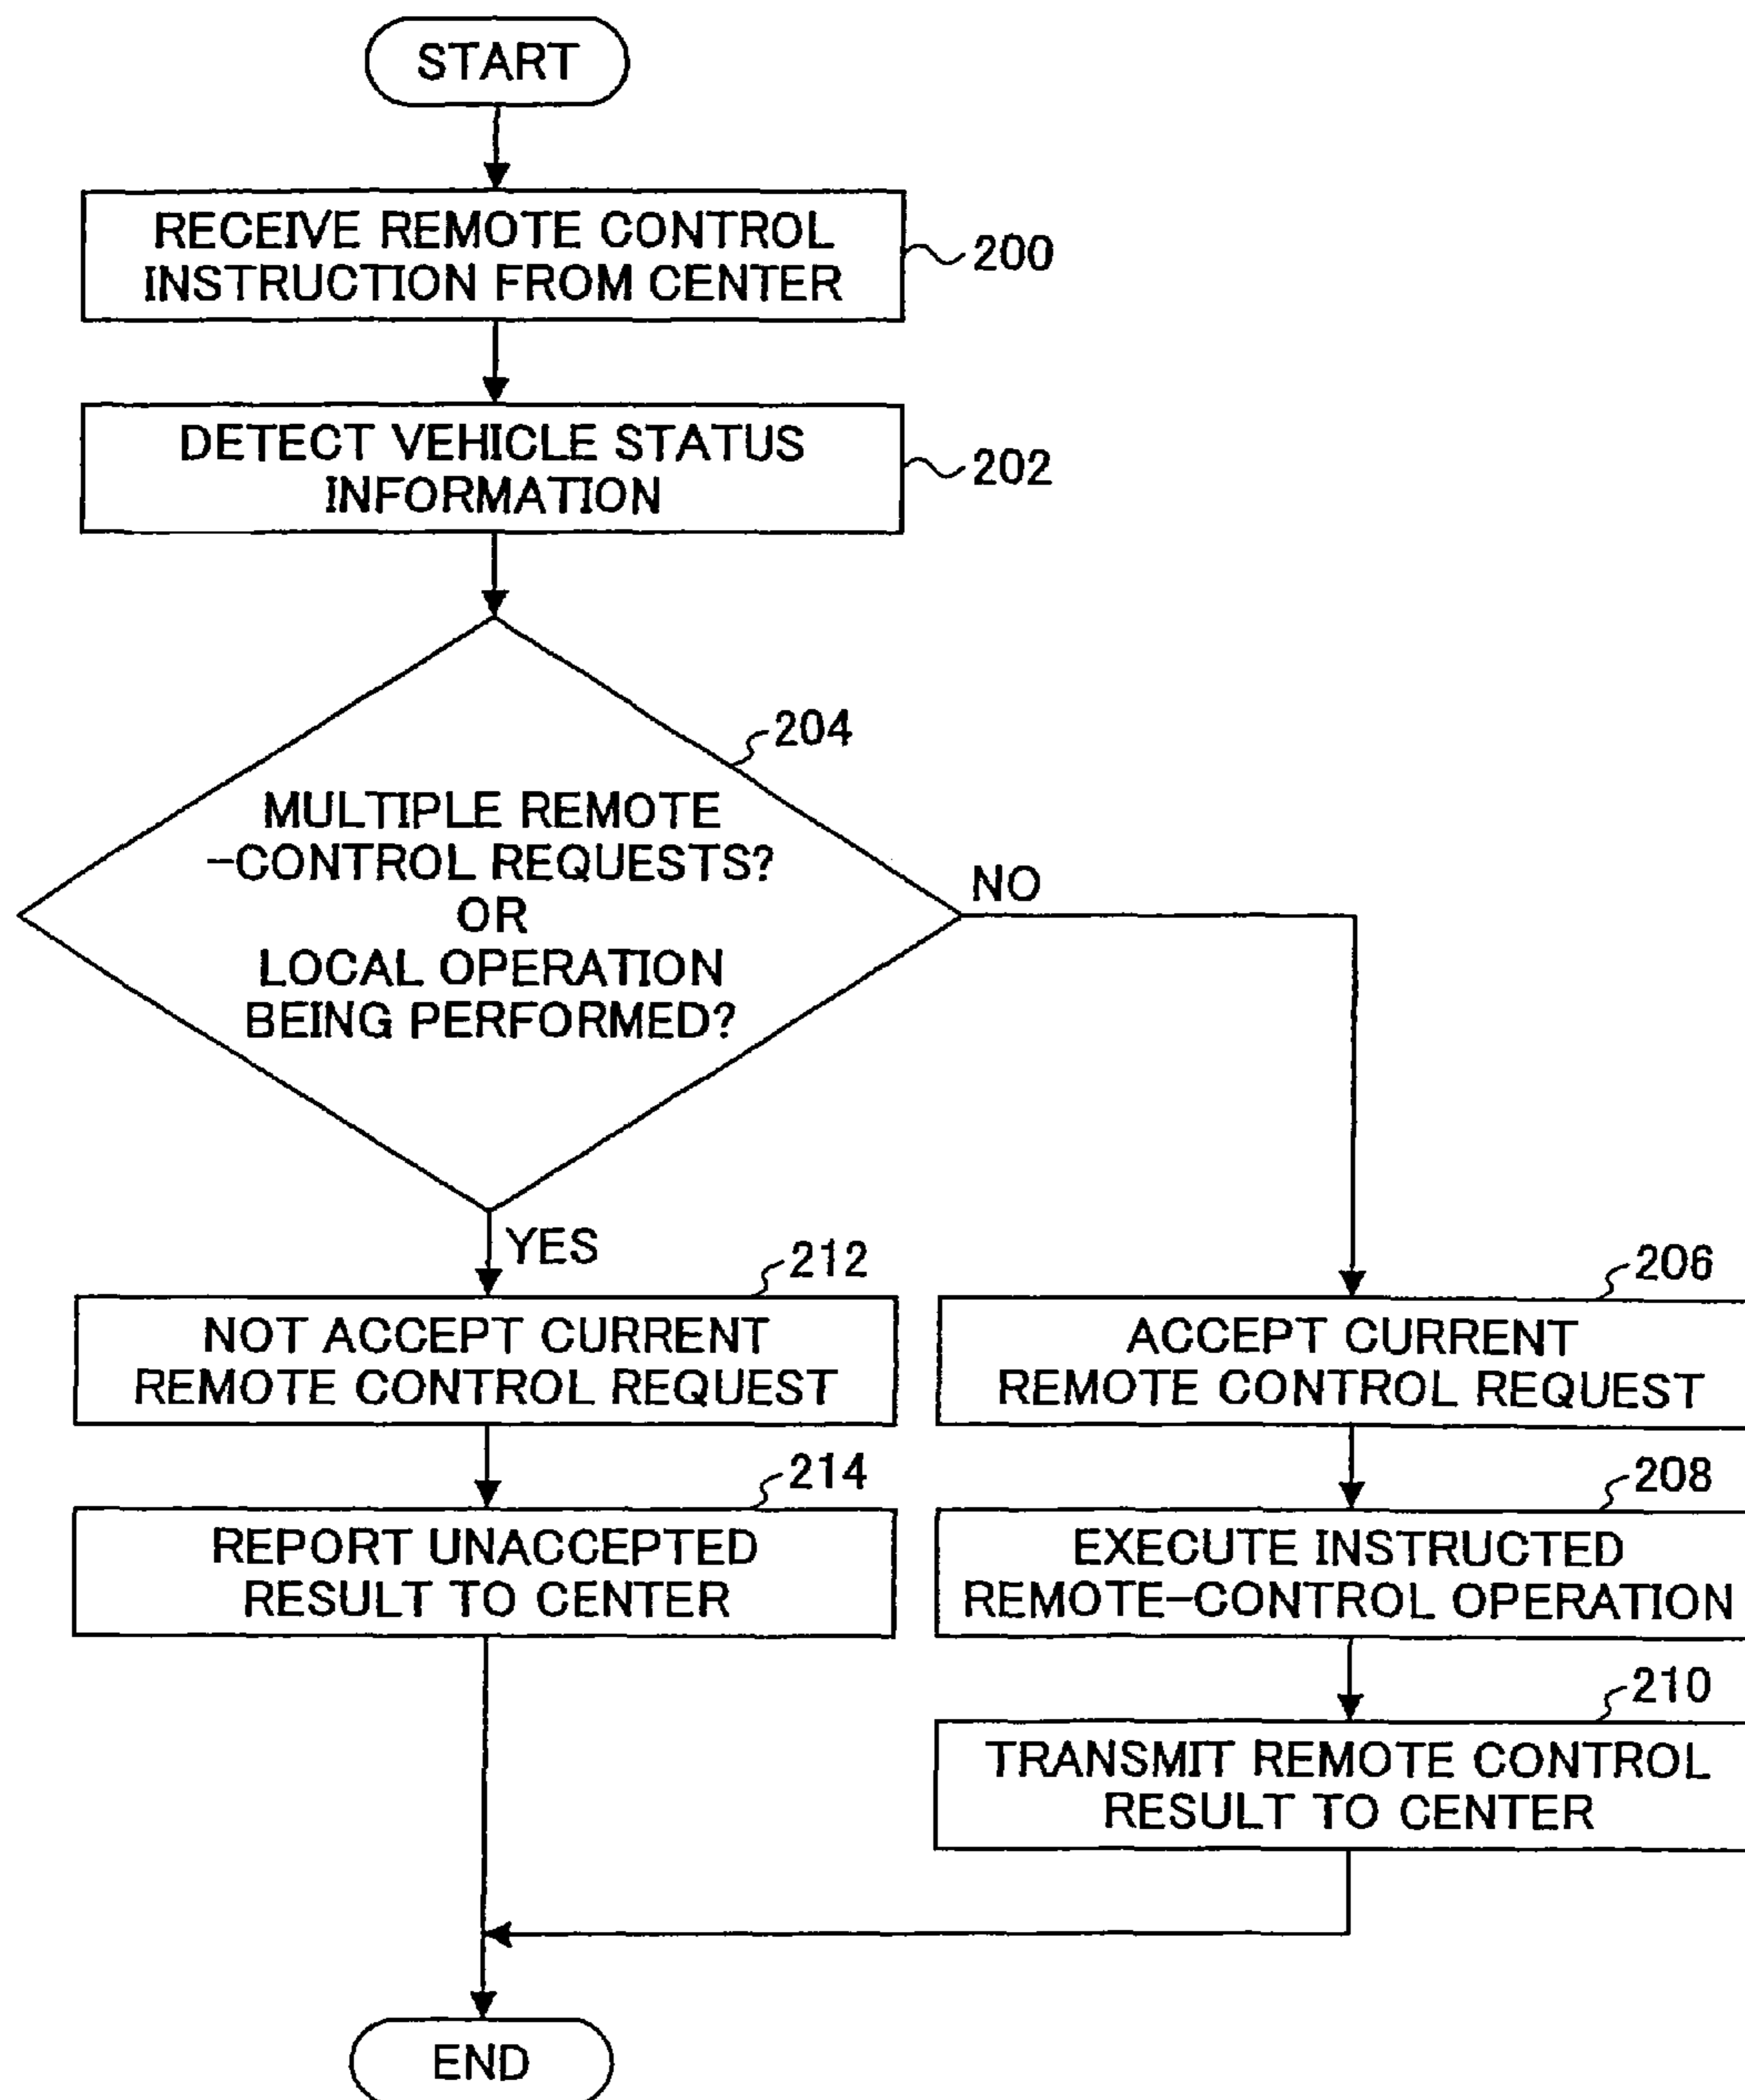 START
RECEIVE REMOTE CONTROL
INSTRUCTION FROM CENTER
200
DETECT VEHICLE STATUS
INFORMATION
202
204
MULTIPLE REMOTE
-CONTROL REQUESTS?
OR
LOCAL OPERATION
BEING PERFORMED?
NO
YES
212
NOT ACCEPT CURRENT
REMOTE CONTROL REQUEST
206
ACCEPT CURRENT
REMOTE CONTROL REQUEST
214
REPORT UNACCEPTED
RESULT TO CENTER
208
EXECUTE INSTRUCTED
REMOTE-CONTROL OPERATION
210
TRANSMIT REMOTE CONTROL
RESULT TO CENTER
END